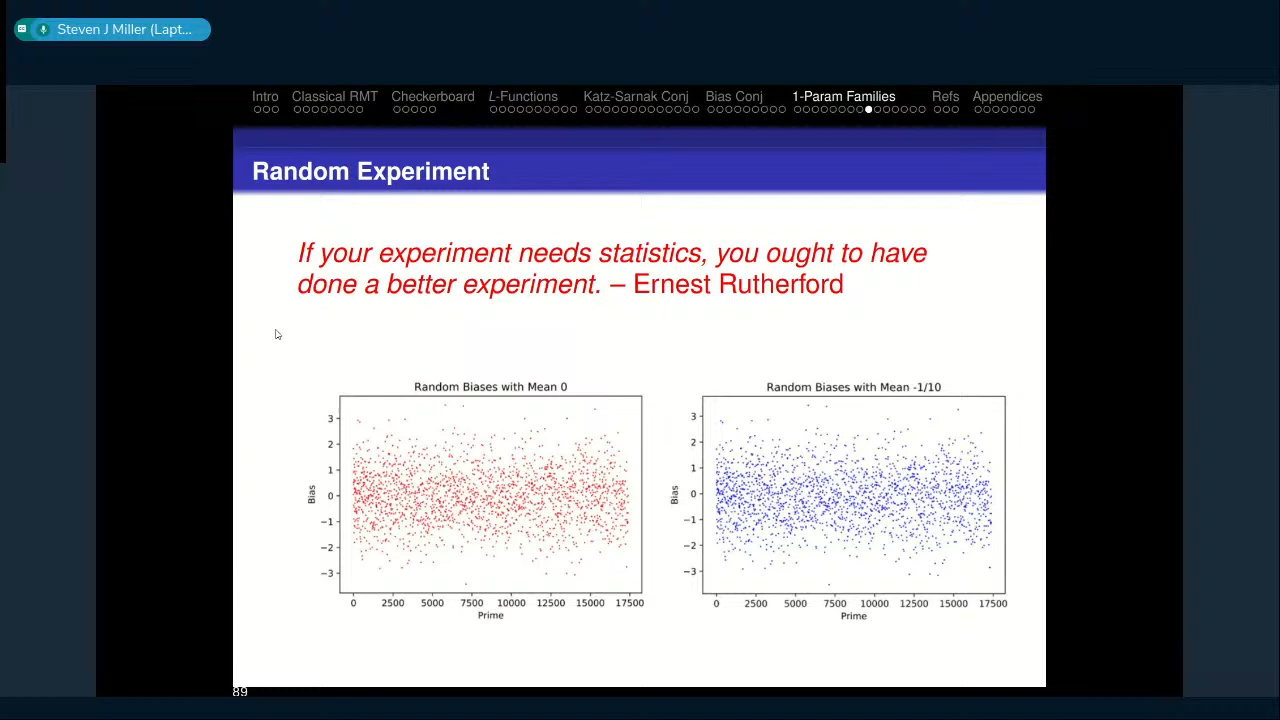 Steven J Miller (Lapt...
Intro Classical RMT Checkerboard L-Functions Katz-Sarnak Conj Bias Conj 1-Param Families Refs Appendices
Random Experiment
If your experiment needs statistics, you ought to have
done a better experiment. – Ernest Rutherford
Random Biases with Mean 0
3
2
1
0
−1
−2
−3
Bias
0 2500 5000 7500 10000 12500 15000 17500
Prime
Random Biases with Mean -1/10
3
2
1
0
−1
−2
−3
Bias
0 2500 5000 7500 10000 12500 15000 17500
Prime
89